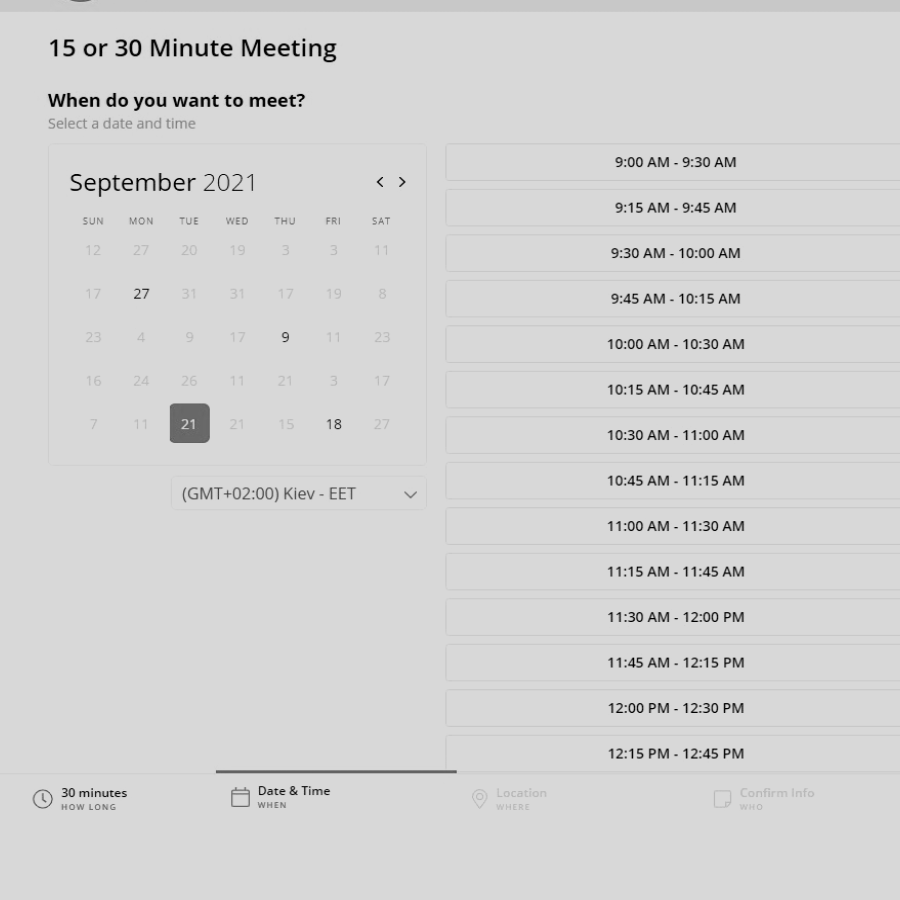 15 or 30 Minute Meeting
When do you want to meet?
Select a date and time
September 2021
SUN MON TUE WED THU FRI SAT
12 27 20 19 3 3 11
17 27 31 31 17 19 8
23 4 9 17 9 11 23
16 24 26 11 21 3 17
7 11 21 21 15 18 27
(GMT+02:00) Kiev - EET
9:00 AM - 9:30 AM
9:15 AM - 9:45 AM
9:30 AM - 10:00 AM
9:45 AM - 10:15 AM
10:00 AM - 10:30 AM
10:15 AM - 10:45 AM
10:30 AM - 11:00 AM
10:45 AM - 11:15 AM
11:00 AM - 11:30 AM
11:15 AM - 11:45 AM
11:30 AM - 12:00 PM
11:45 AM - 12:15 PM
12:00 PM - 12:30 PM
12:15 PM - 12:45 PM
30 minutes
HOW LONG
Date & Time
WHEN
Location
WHERE
Confirm Info
WHO